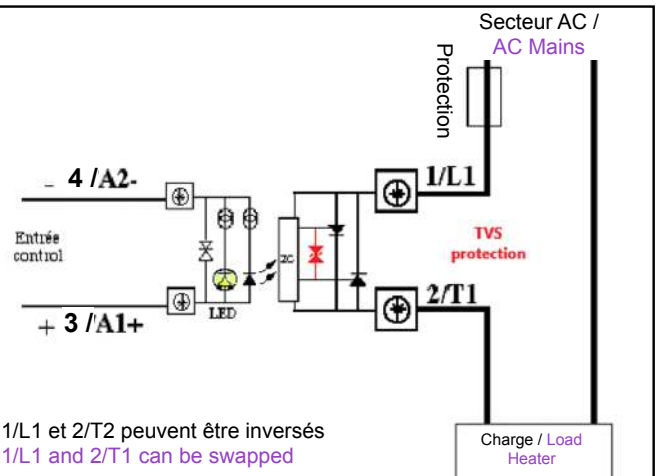 Secteur AC /
AC Mains
Protection
- 4 /A2-
1/L1
Entrée
control
ZC
TVS
protection
LED
+ 3 /A1+
2/T1
1/L1 et 2/T2 peuvent être inversés
1/L1 and 2/T1 can be swapped
Charge / Load
Heater